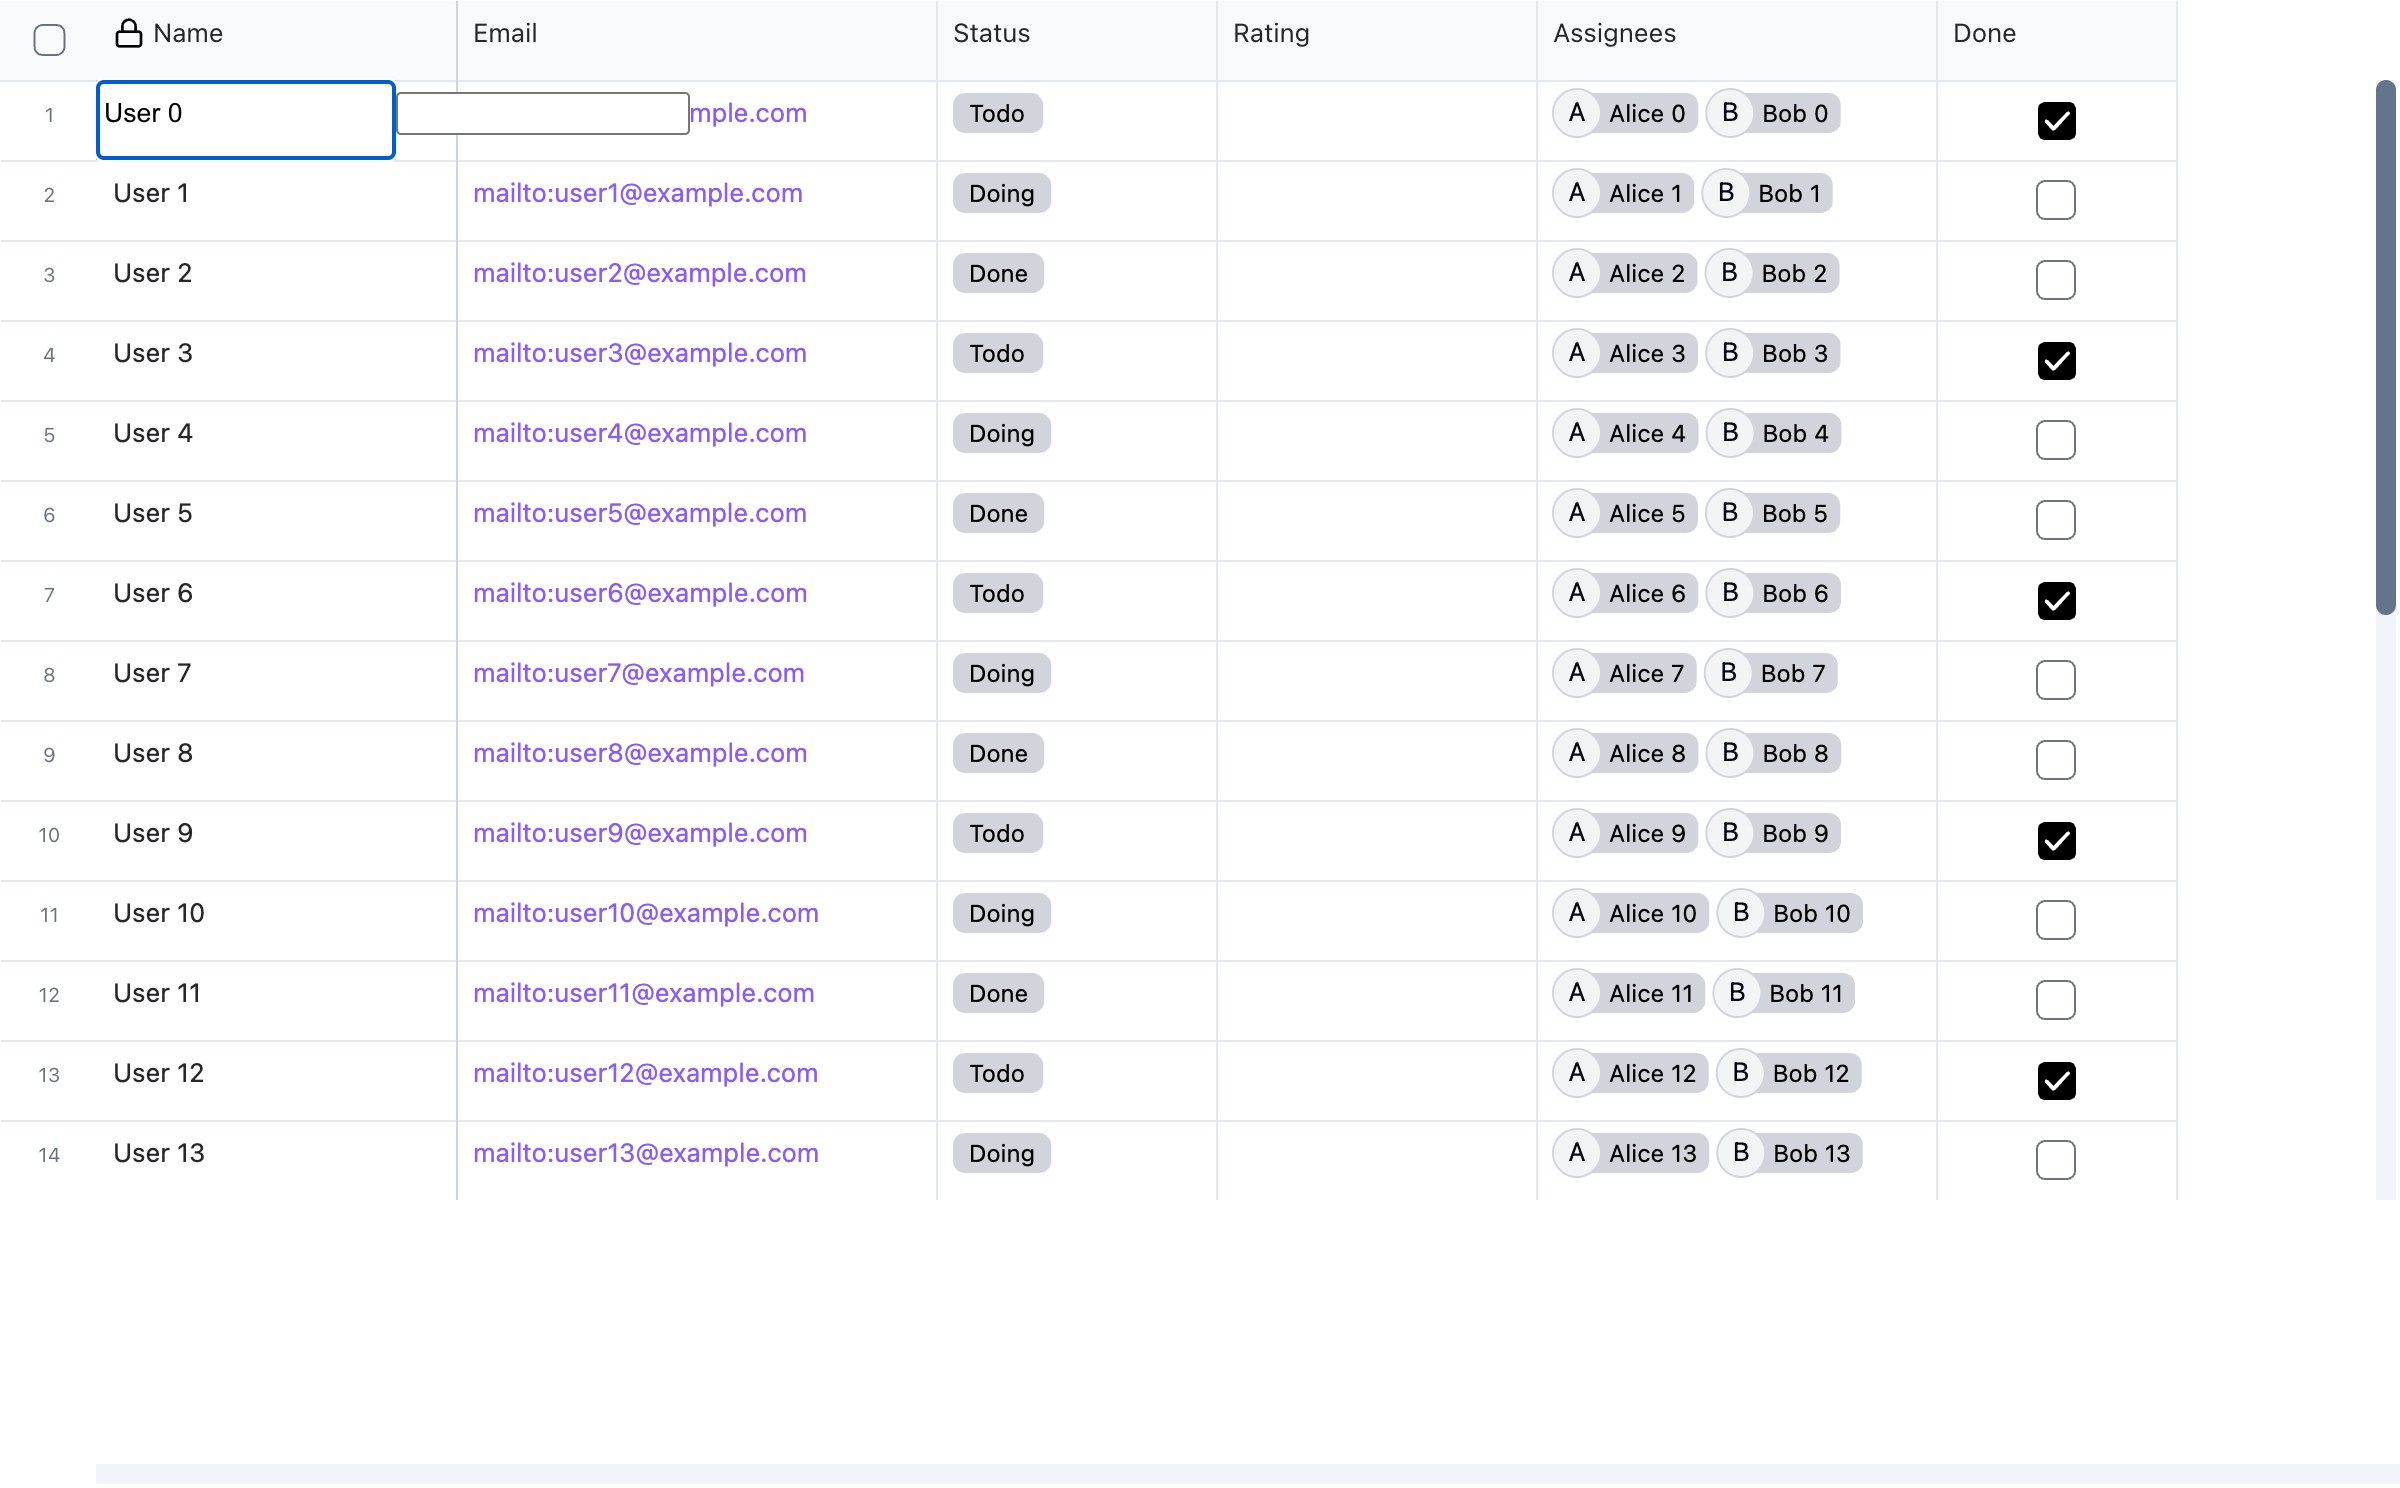 Name Email Status Rating Assignees Done
1 User 0 mple.com Todo A Alice 0 B Bob 0
2 User 1 mailto:user1@example.com Doing A Alice 1 B Bob 1
3 User 2 mailto:user2@example.com Done A Alice 2 B Bob 2
4 User 3 mailto:user3@example.com Todo A Alice 3 B Bob 3
5 User 4 mailto:user4@example.com Doing A Alice 4 B Bob 4
6 User 5 mailto:user5@example.com Done A Alice 5 B Bob 5
7 User 6 mailto:user6@example.com Todo A Alice 6 B Bob 6
8 User 7 mailto:user7@example.com Doing A Alice 7 B Bob 7
9 User 8 mailto:user8@example.com Done A Alice 8 B Bob 8
10 User 9 mailto:user9@example.com Todo A Alice 9 B Bob 9
11 User 10 mailto:user10@example.com Doing A Alice 10 B Bob 10
12 User 11 mailto:user11@example.com Done A Alice 11 B Bob 11
13 User 12 mailto:user12@example.com Todo A Alice 12 B Bob 12
14 User 13 mailto:user13@example.com Doing A Alice 13 B Bob 13